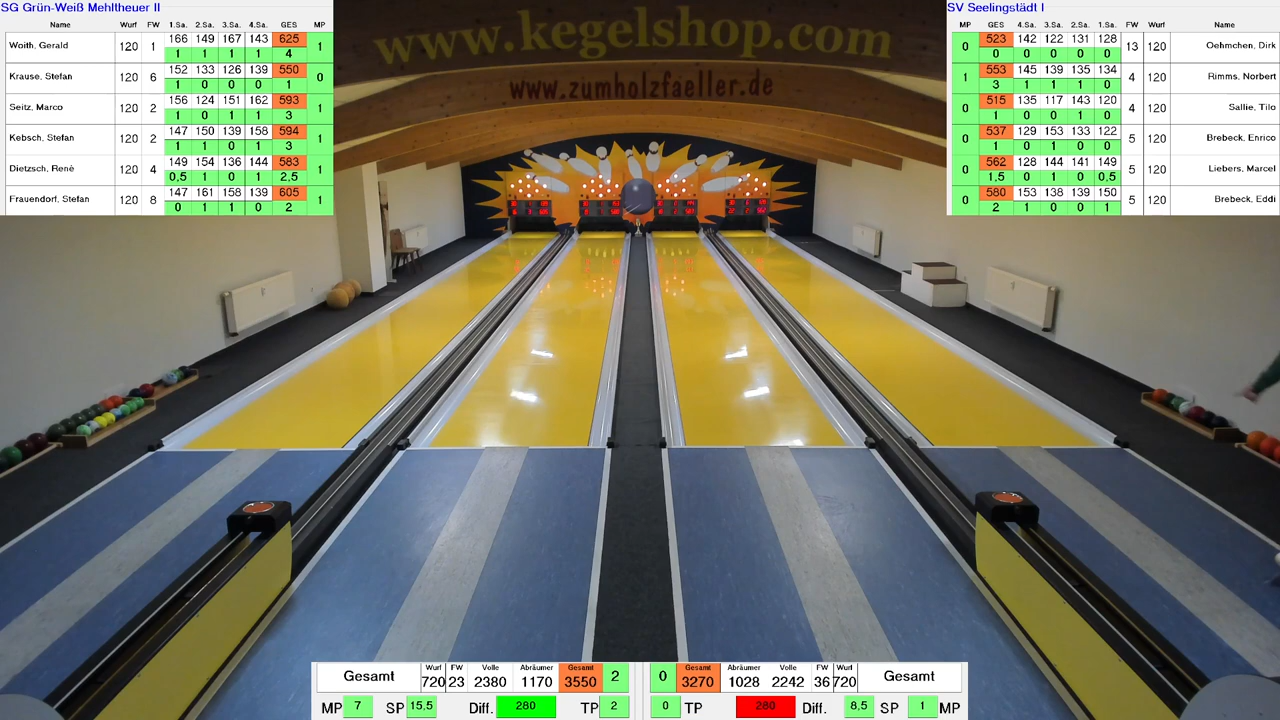 SG Grün-Weiß Mehltheuer II
Name Wurf FW 1.Sa. 2.Sa. 3.Sa. 4.Sa. GES MP
Woith, Gerald 120 1 166 149 167 143 625 1
1 1 1 1 4
Krause, Stefan 120 6 152 133 126 139 550 0
1 0 0 0 1
Seitz, Marco 120 2 156 124 151 162 593 1
1 0 1 1 3
Kebsch, Stefan 120 2 147 150 139 158 594 1
1 1 0 1 3
Dietzsch, Renè 120 4 149 154 136 144 583 1
0,5 1 0 1 2,5
Frauendorf, Stefan 120 8 147 161 158 139 605 1
0 1 1 0 2
www.kegelshop.com
www.zumholzfaeller.de
SV Seelingstädt I
MP GES 4.Sa. 3.Sa. 2.Sa. 1.Sa. FW Wurf Name
0 523 142 122 131 128 13 120 Oehmchen, Dirk
0 0 0 0 0
1 553 145 139 135 134 4 120 Rimms, Norbert
3 1 1 1 0
0 515 135 117 143 120 4 120 Sallie, Tilo
1 0 0 1 0
0 537 129 153 133 122 5 120 Brebeck, Enrico
1 0 1 0 0
0 562 128 144 141 149 5 120 Liebers, Marcel
1.5 0 1 0 0.5
0 580 153 138 139 150 5 120 Brebeck, Eddi
2 1 0 0 1
Gesamt Wurf FW Volle Abräumer Gesamt
720 23 2380 1170 3550 2
MP 7 SP 15,5 Diff. 280 TP 2
Gesamt Abräumer Volle FW Wurf Gesamt
0 3270 1028 2242 36 720
0 TP 280 Diff. 8,5 SP 1 MP